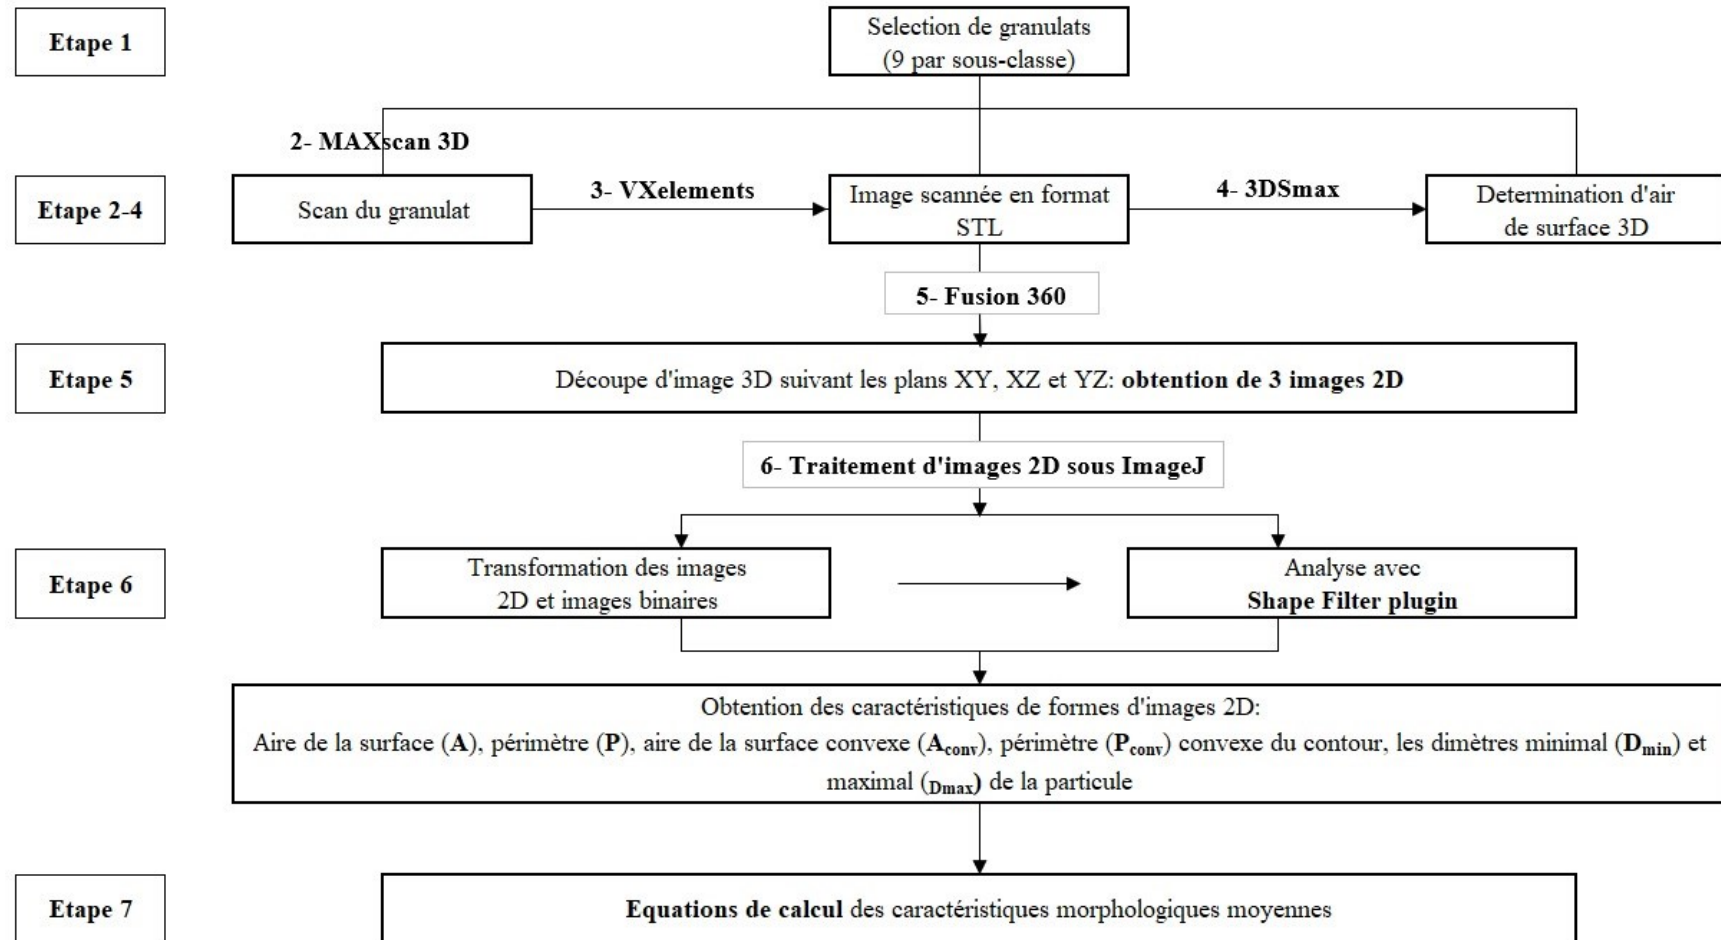 Etape 1
Selection de granulats
(9 par sous-classe)
2- MAXscan 3D
Etape 2-4
Scan du granulat
3- VXelements
Image scannée en format
STL
4- 3DSmax
Determination d'air
de surface 3D
5- Fusion 360
Etape 5
Découpe d'image 3D suivant les plans XY, XZ et YZ: obtention de 3 images 2D
6- Traitement d'images 2D sous ImageJ
Etape 6
Transformation des images
2D et images binaires
Analyse avec
Shape Filter plugin
Obtention des caractéristiques de formes d'images 2D:
Aire de la surface (A), périmètre (P), aire de la surface convexe (Aconv), périmètre (Pconv) convexe du contour, les dimètres minimal (Dmin) et
maximal (Dmax) de la particule
Etape 7
Equations de calcul des caractéristiques morphologiques moyennes